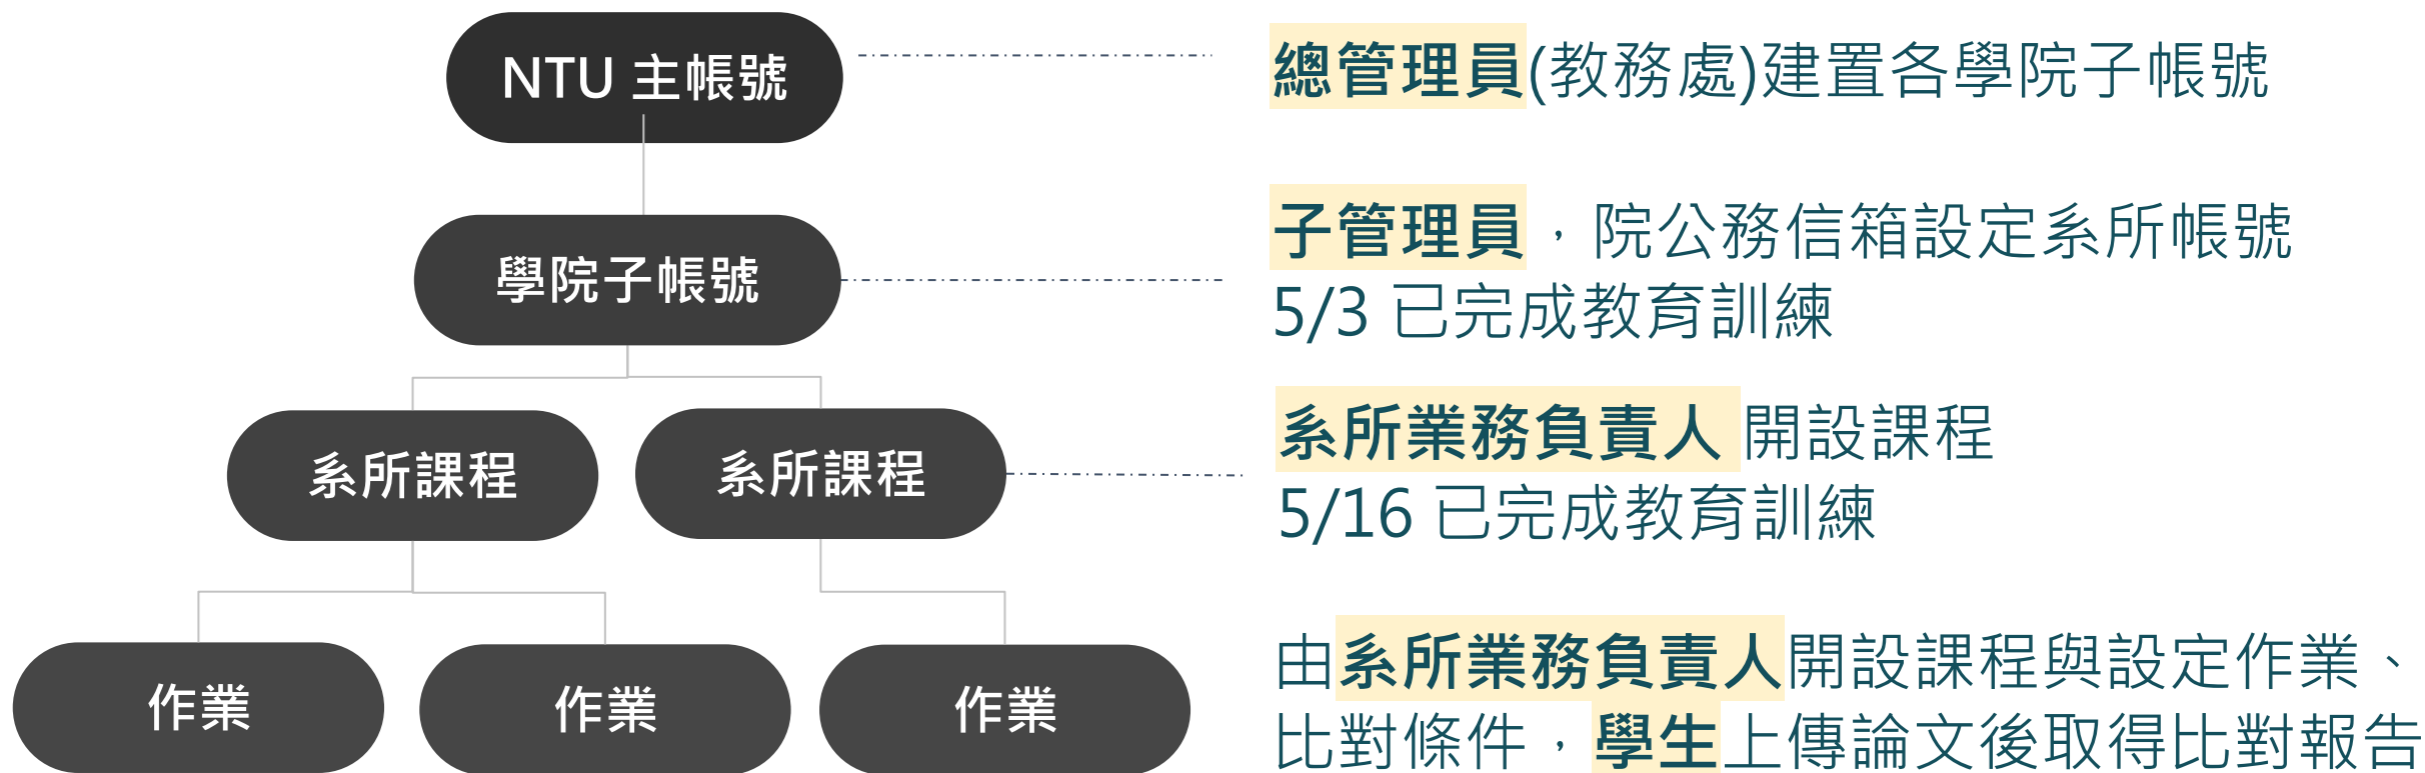 NTU 主帳號
總管理員(教務處)建置各學院子帳號
學院子帳號
子管理員，院公務信箱設定系所帳號
5/3 已完成教育訓練
系所課程
系所課程
系所業務負責人 開設課程
5/16 已完成教育訓練
作業
作業
作業
由系所業務負責人開設課程與設定作業、
比對條件，學生上傳論文後取得比對報告